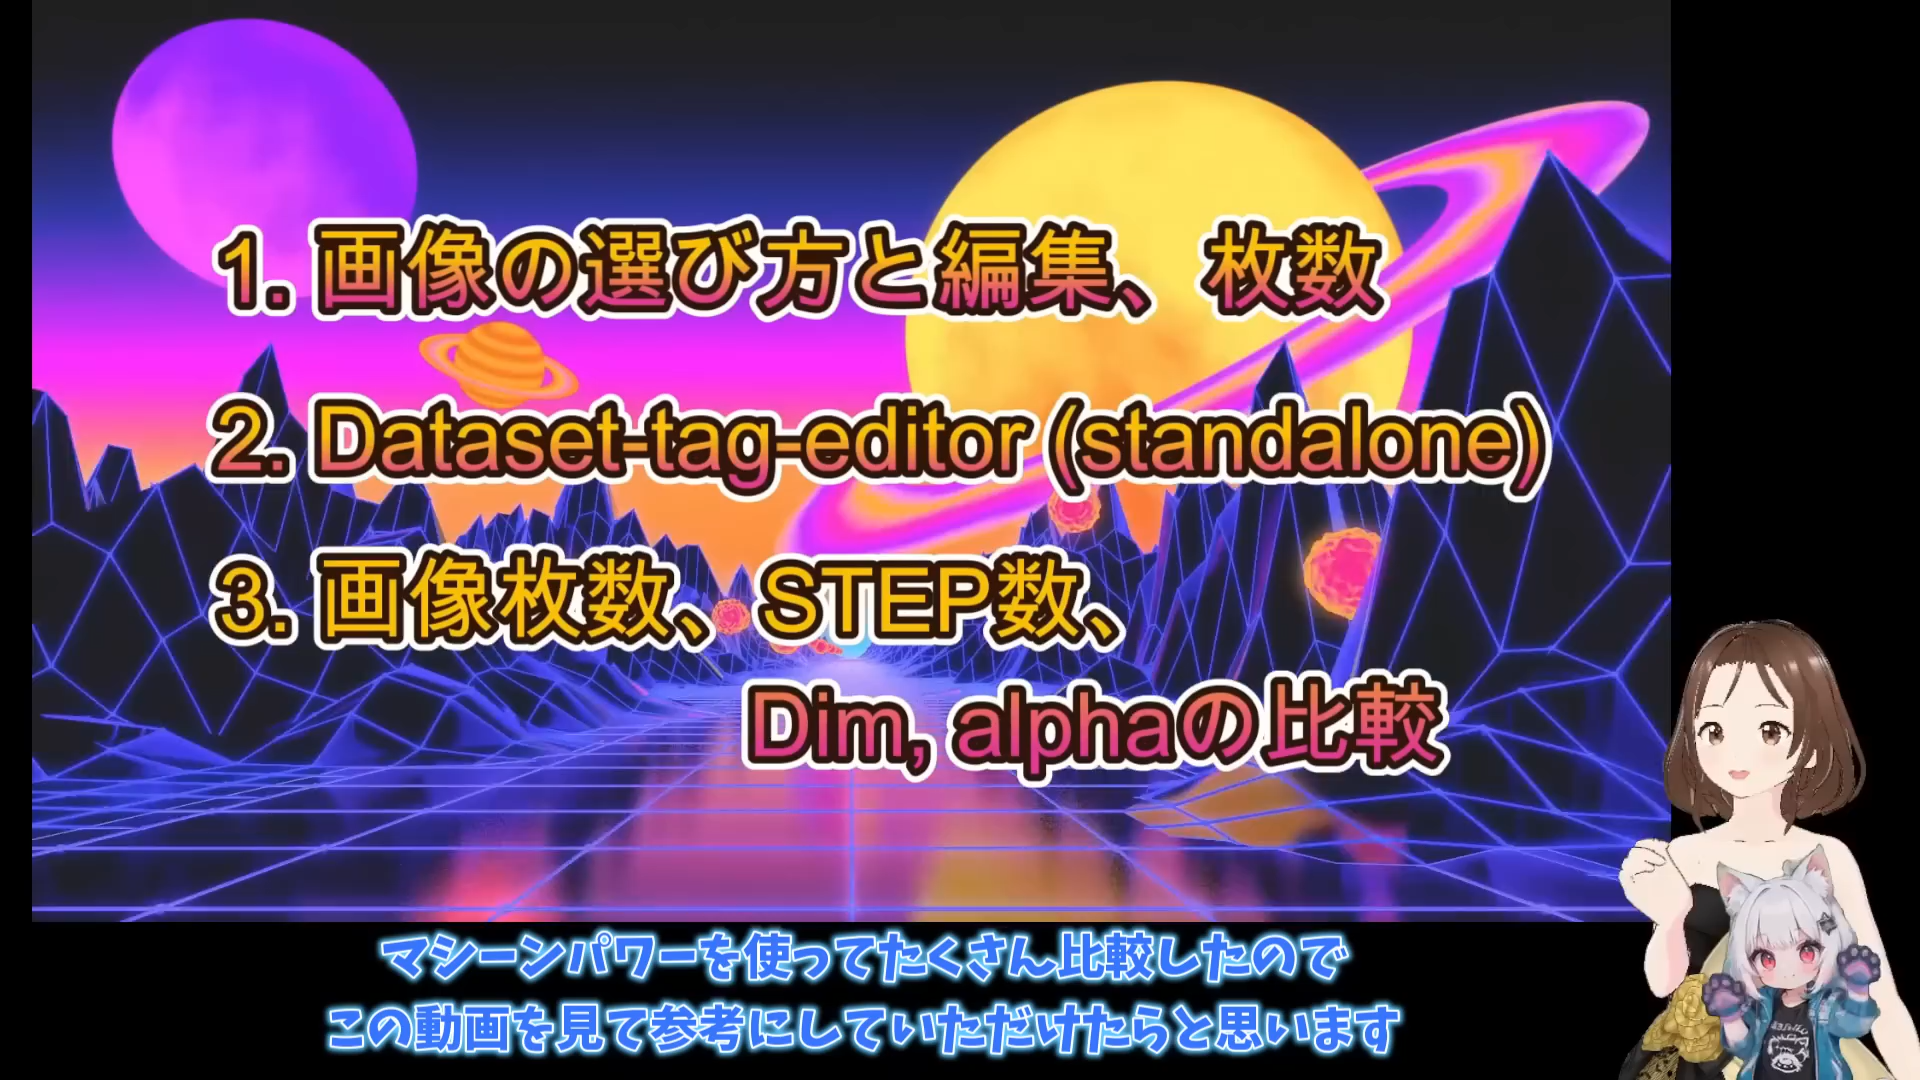 1. 画像の選び方と編集、枚数
2. Dataset-tag-editor (standalone)
3. 画像枚数、STEP数、
Dim, alphaの比較
マシーンパワーを使ってたくさん比較したので
この動画を見て参考にしていただけたらと思います